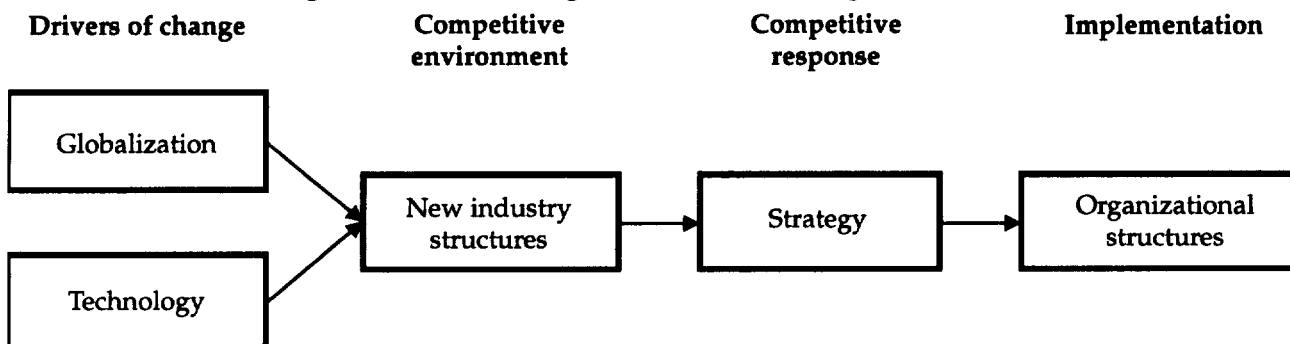 Drivers of change
Competitive
environment
Competitive
response
Implementation
Globalization
Technology
New industry
structures
Strategy
Organizational
structures